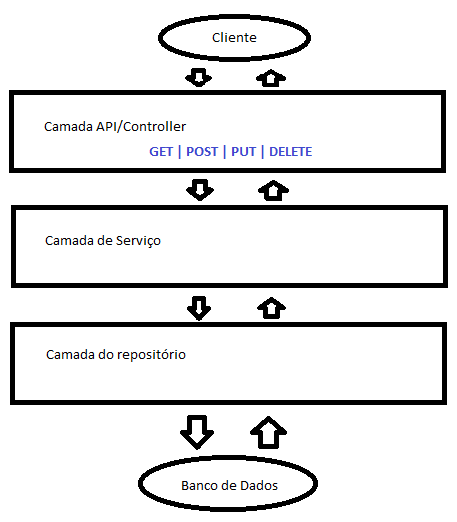 Cliente
Camada API/Controller
GET | POST | PUT | DELETE
Camada de Serviço
Camada do repositório
Banco de Dados